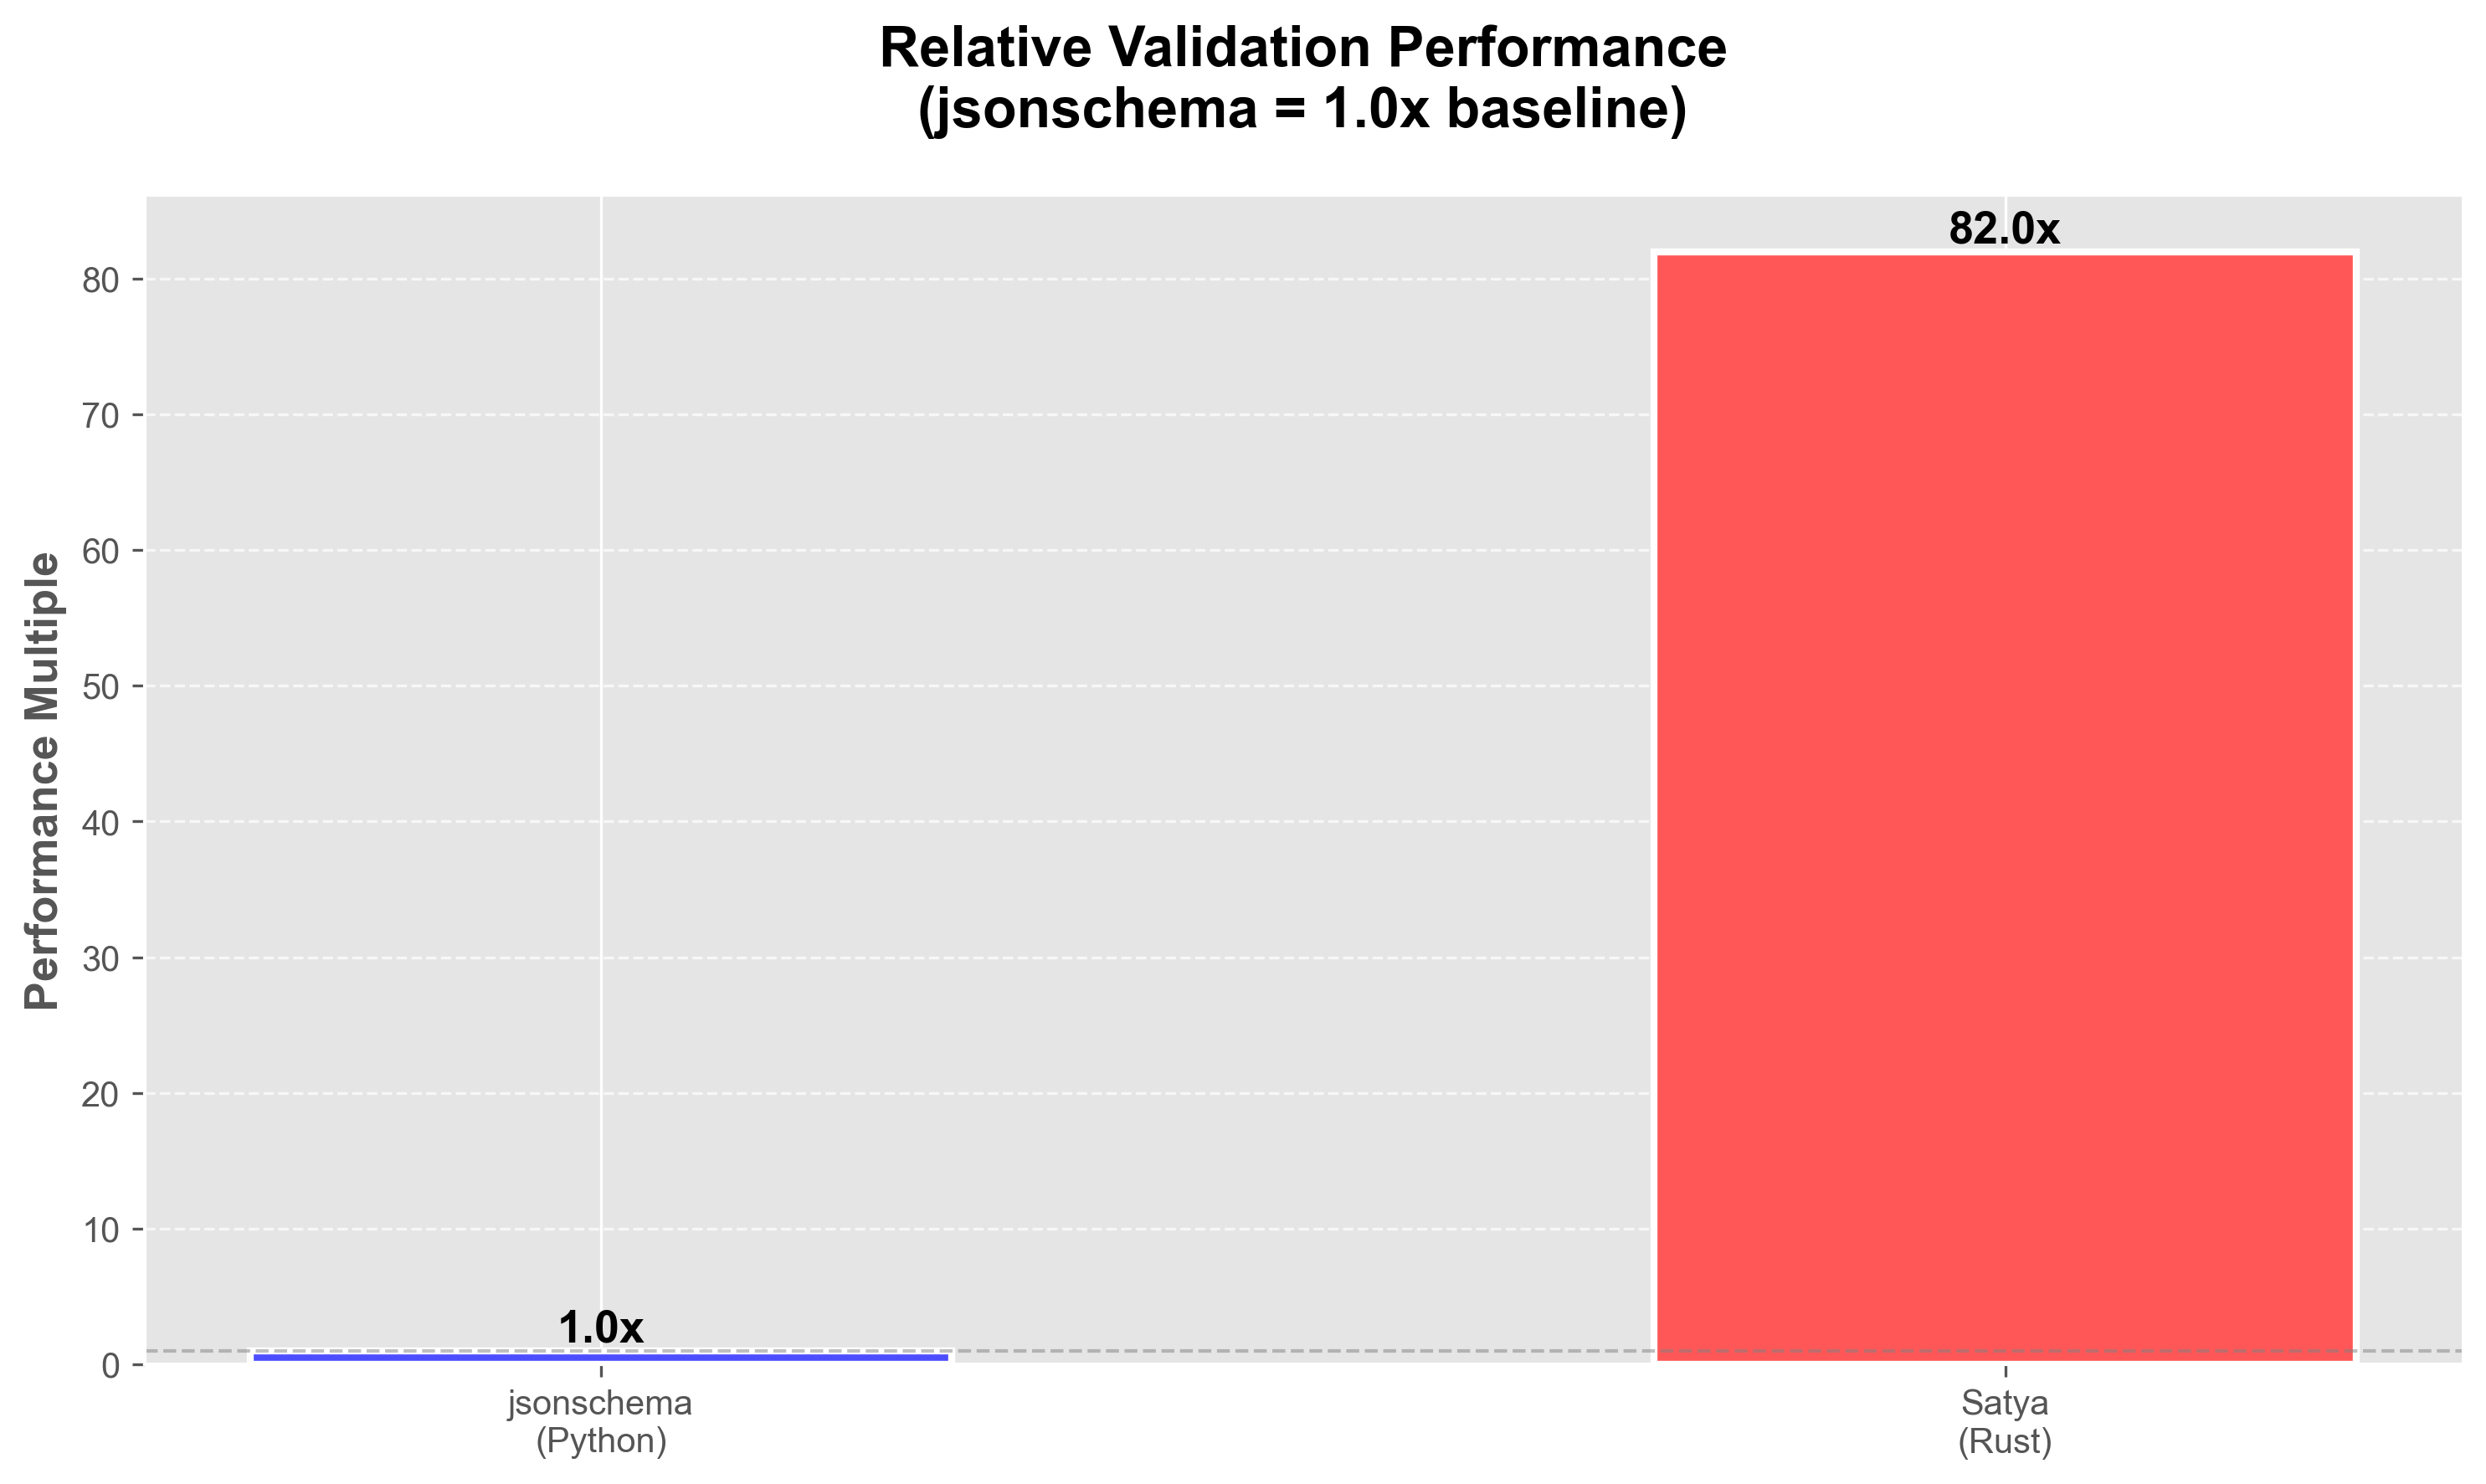 Relative Validation Performance
(jsonschema = 1.0x baseline)
Performance Multiple
80
70
60
50
40
30
20
10
0
82.0x
1.0x
jsonschema
(Python)
Satya
(Rust)